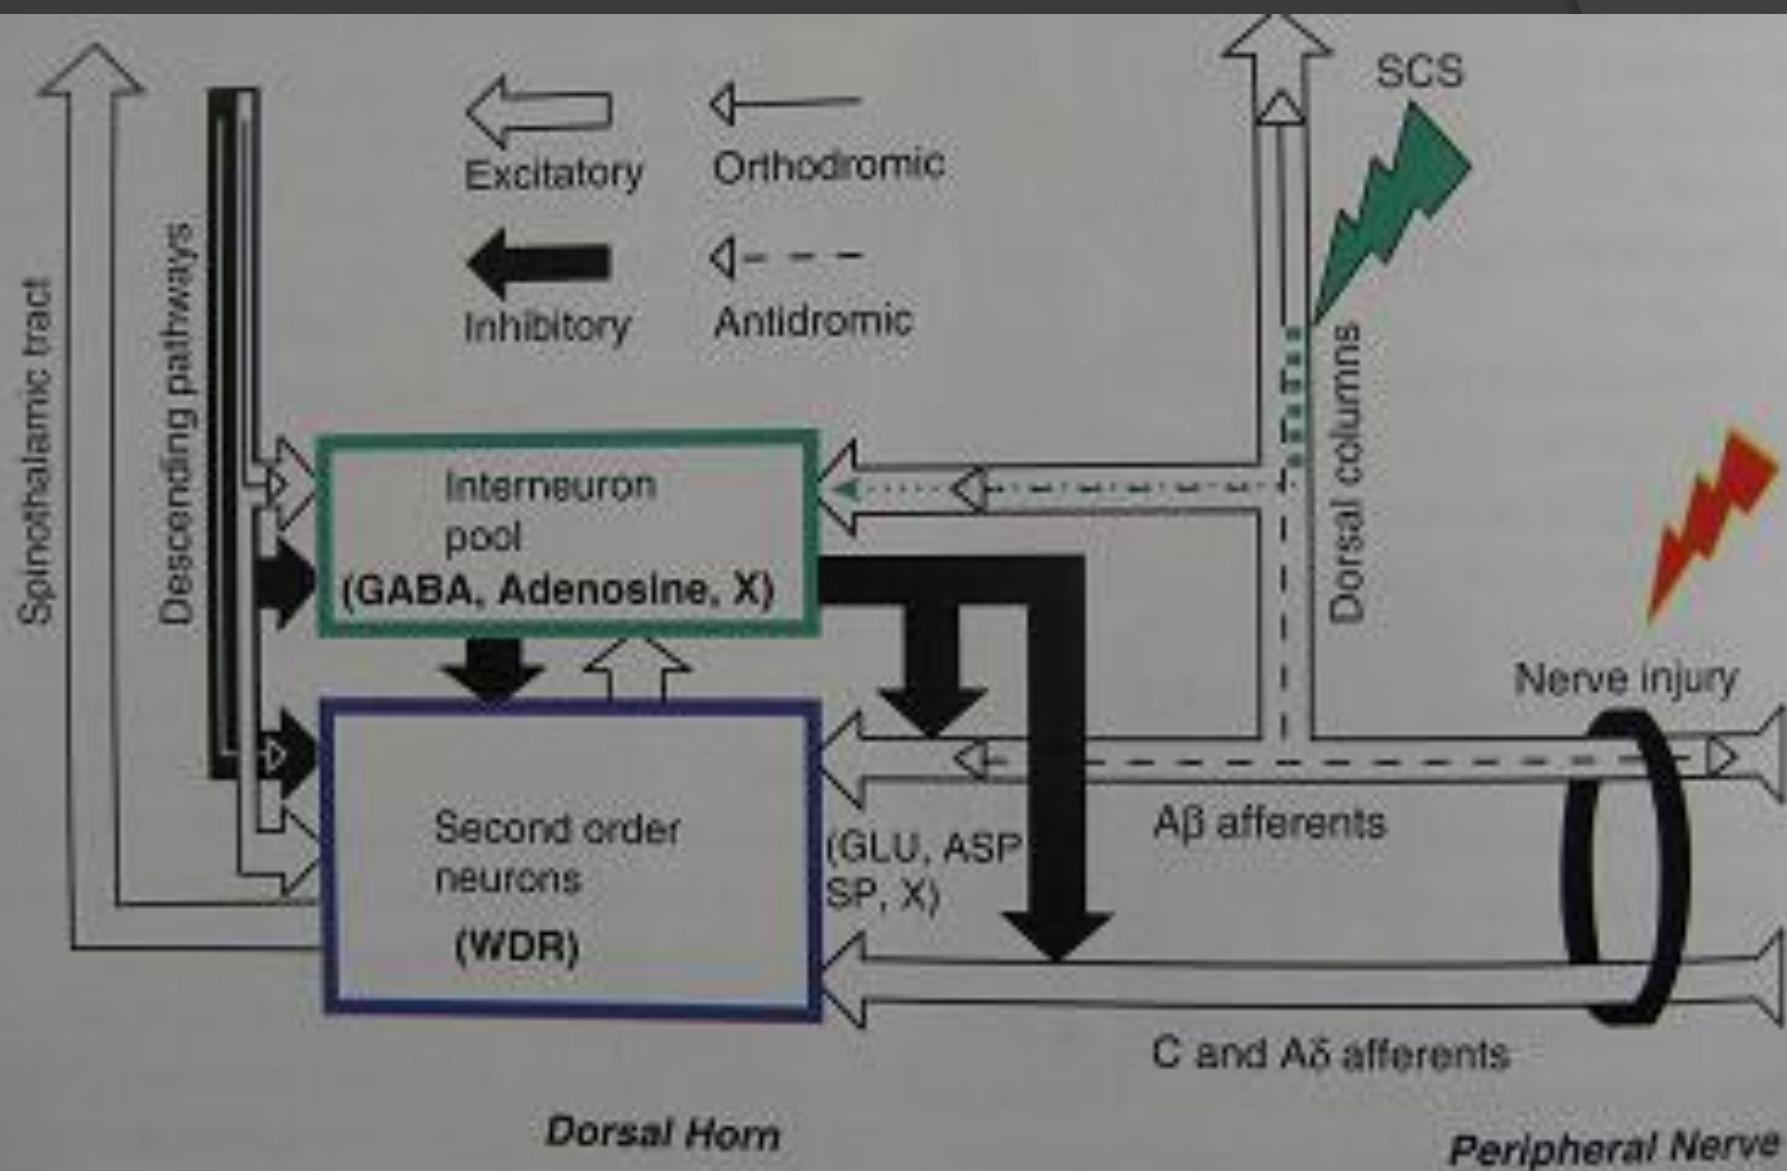 SCS
Excitatory
Orthodromic
Inhibitory
Antidromic
Spinothalamic tract
Descending pathways
Dorsal columns
Interneuron
pool
(GABA, Adenosine, X)
Nerve injury
Second order
neurons
(WDR)
(GLU, ASP
SP, X)
Aβ afferents
C and Aδ afferents
Dorsal Horn
Peripheral Nerve